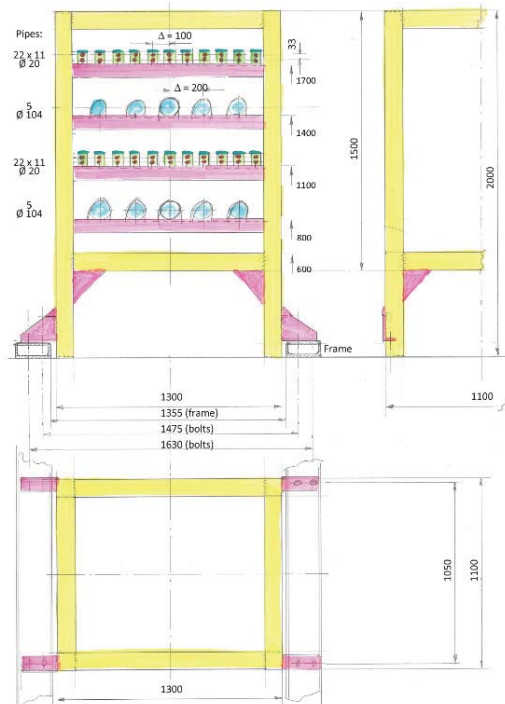 Pipes:
22 x 11
Ø 20
5
Ø 104
22 x 11
Ø 20
5
Ø 104
Δ = 100
Δ = 200
33
1700
1400
1100
800
600
1500
2000
Frame
1300
1355 (frame)
1475 (bolts)
1630 (bolts)
1100
1050
1100
1300